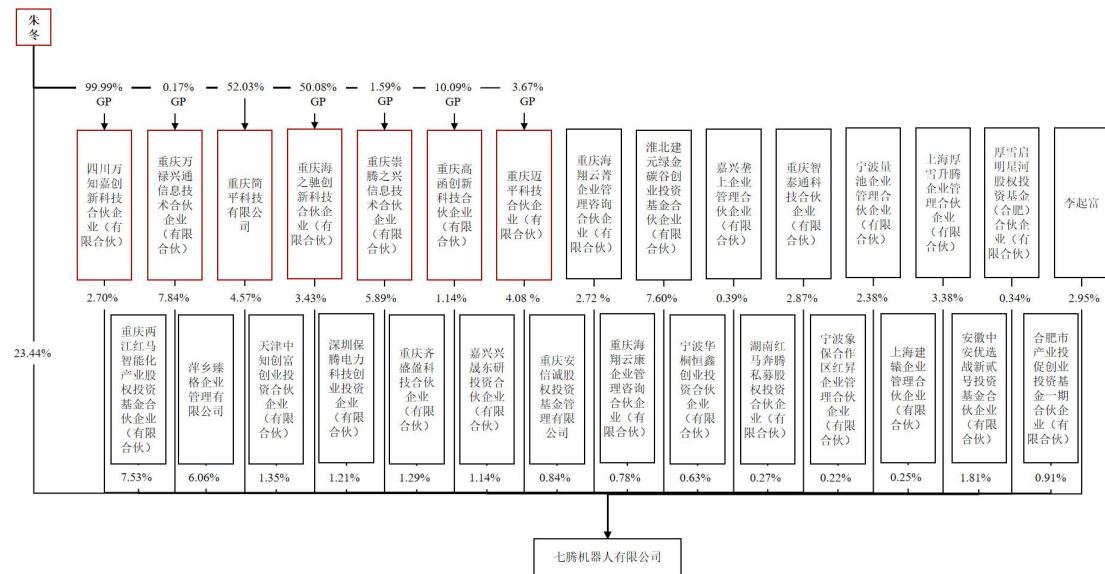 朱
冬
99.99%
GP
0.17%
GP
52.03%
50.08%
GP
1.59%
GP
10.09%
GP
3.67%
GP
四川万
知嘉创
新科技
合伙企
业（有
限合伙）
重庆万
禄兴通
信息技
术合伙
企业
（有限
合伙）
重庆简
平科技
有限公
司
重庆海
之驰创
新科技
合伙企
业（有
限合伙）
重庆崇
腾之兴
信息技
术合伙
企业
（有限
合伙）
重庆高
函创新
科技合
伙企业
（有限
合伙）
重庆迈
平科技
合伙企
业（有
限合伙）
重庆海
翔云菁
企业管
理咨询
合伙企
业（有
限合伙）
淮北建
元绿金
碳谷创
业投资
基金合
伙企业
（有限
合伙）
嘉兴垄
上企业
管理合
伙企业
（有限
合伙）
重庆智
泰通科
技合伙
企业
（有限
合伙）
宁波量
池企业
管理合
伙企业
（有限
合伙）
上海厚
雪升腾
企业管
理合伙
企业
（有限
合伙）
厚雪启
明星河
股权投
资基金
（合肥）
合伙企
业（有
限合伙）
李起富
2.70%
7.84%
4.57%
3.43%
5.89%
1.14%
4.08 %
2.72 %
7.60%
0.39%
2.87%
2.38%
3.38%
0.34%
2.95%
23.44%
重庆两
江红马
智能化
产业股
权投资
基金合
伙企业
（有限
合伙）
萍乡臻
格企业
管理有
限公司
天津中
知创富
创业投
资合伙
企业
（有限
合伙）
深圳保
腾电力
科技创
业投资
企业
（有限
合伙）
重庆齐
盛盈科
技合伙
企业
（有限
合伙）
嘉兴兴
晟东研
投资合
伙企业
（有限
合伙）
重庆安
信诚股
权投资
基金管
理有限
公司
重庆海
翔云康
企业管
理咨询
合伙企
业（有
限合伙）
宁波华
桐恒鑫
创业投
资合伙
企业
（有限
合伙）
湖南红
马奔腾
私募股
权投资
合伙企
业（有
限合伙）
宁波象
保合作
区红昇
企业管
理合伙
企业
（有限
合伙）
上海建
辕企业
管理合
伙企业
（有限
合伙）
安徽中
安优选
战新贰
号投资
基金合
伙企业
（有限
合伙）
合肥市
产业投
促创业
投资基
金一期
合伙企
业（有
限合伙）
7.53%
6.06%
1.35%
1.21%
1.29%
1.14%
0.84%
0.78%
0.63%
0.27%
0.22%
0.25%
1.81%
0.91%
七腾机器人有限公司